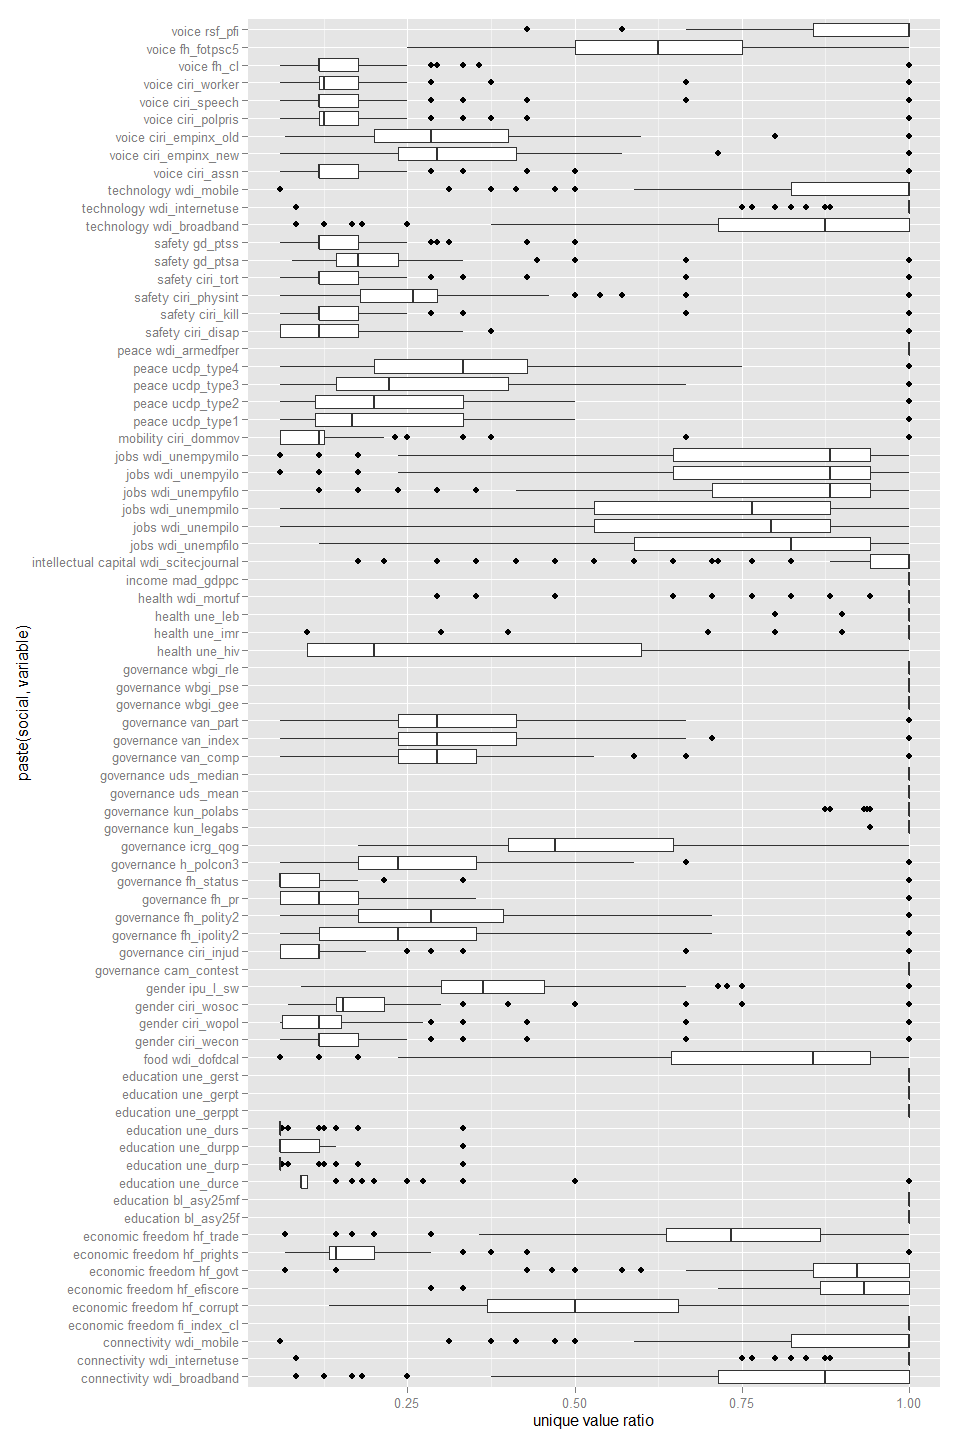 voice rsf_pfi
voice fh_fotpsc5
voice fh_cl
voice ciri_worker
voice ciri_speech
voice ciri_polpris
voice ciri_empinx_old
voice ciri_empinx_new
voice ciri_assn
technology wdi_mobile
technology wdi_internetuse
technology wdi_broadband
safety gd_ptss
safety gd_ptsa
safety ciri_tort
safety ciri_physint
safety ciri_kill
safety ciri_disap
peace wdi_armedfper
peace ucdp_type4
peace ucdp_type3
peace ucdp_type2
peace ucdp_type1
mobility ciri_dommov
jobs wdi_unempymilo
jobs wdi_unempyilo
jobs wdi_unempyfilo
jobs wdi_unempmilo
jobs wdi_unempilo
jobs wdi_unempfilo
intellectual capital wdi_scitecjournal
income mad_gdppc
health wdi_mortuf
health une_leb
health une_imr
health une_hiv
governance wbgi_rle
governance wbgi_pse
governance wbgi_gee
governance van_part
governance van_index
governance van_comp
governance uds_median
governance uds_mean
governance kun_polabs
governance kun_legabs
governance icrg_qog
governance h_polcon3
governance fh_status
governance fh_pr
governance fh_polity2
governance fh_ipolity2
governance ciri_injud
governance cam_contest
gender ipu_l_sw
gender ciri_wosoc
gender ciri_wopol
gender ciri_wecon
food wdi_dofdcal
education une_gerst
education une_gerpt
education une_gerppt
education une_durs
education une_durpp
education une_durp
education une_durce
education bl_asy25mf
education bl_asy25f
economic freedom hf_trade
economic freedom hf_prights
economic freedom hf_govt
economic freedom hf_efiscore
economic freedom hf_corrupt
economic freedom fi_index_cl
connectivity wdi_mobile
connectivity wdi_internetuse
connectivity wdi_broadband
paste(social, variable)
0.25 0.50 0.75 1.00
unique value ratio